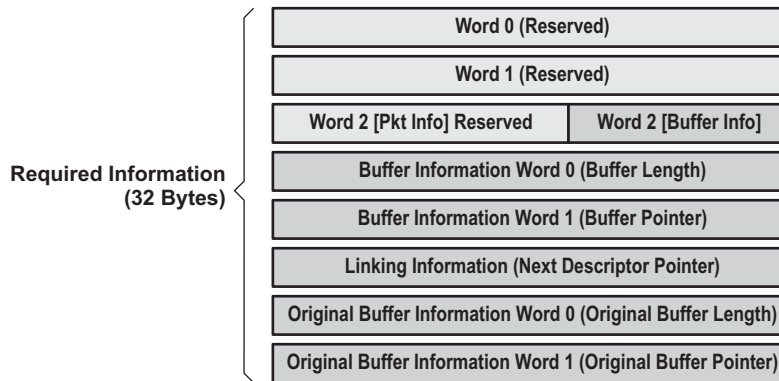 Word 0 (Reserved)
Word 1 (Reserved)
Word 2 [Pkt Info] Reserved Word 2 [Buffer Info]
Required Information
(32 Bytes)
Buffer Information Word 0 (Buffer Length)
Buffer Information Word 1 (Buffer Pointer)
Linking Information (Next Descriptor Pointer)
Original Buffer Information Word 0 (Original Buffer Length)
Original Buffer Information Word 1 (Original Buffer Pointer)